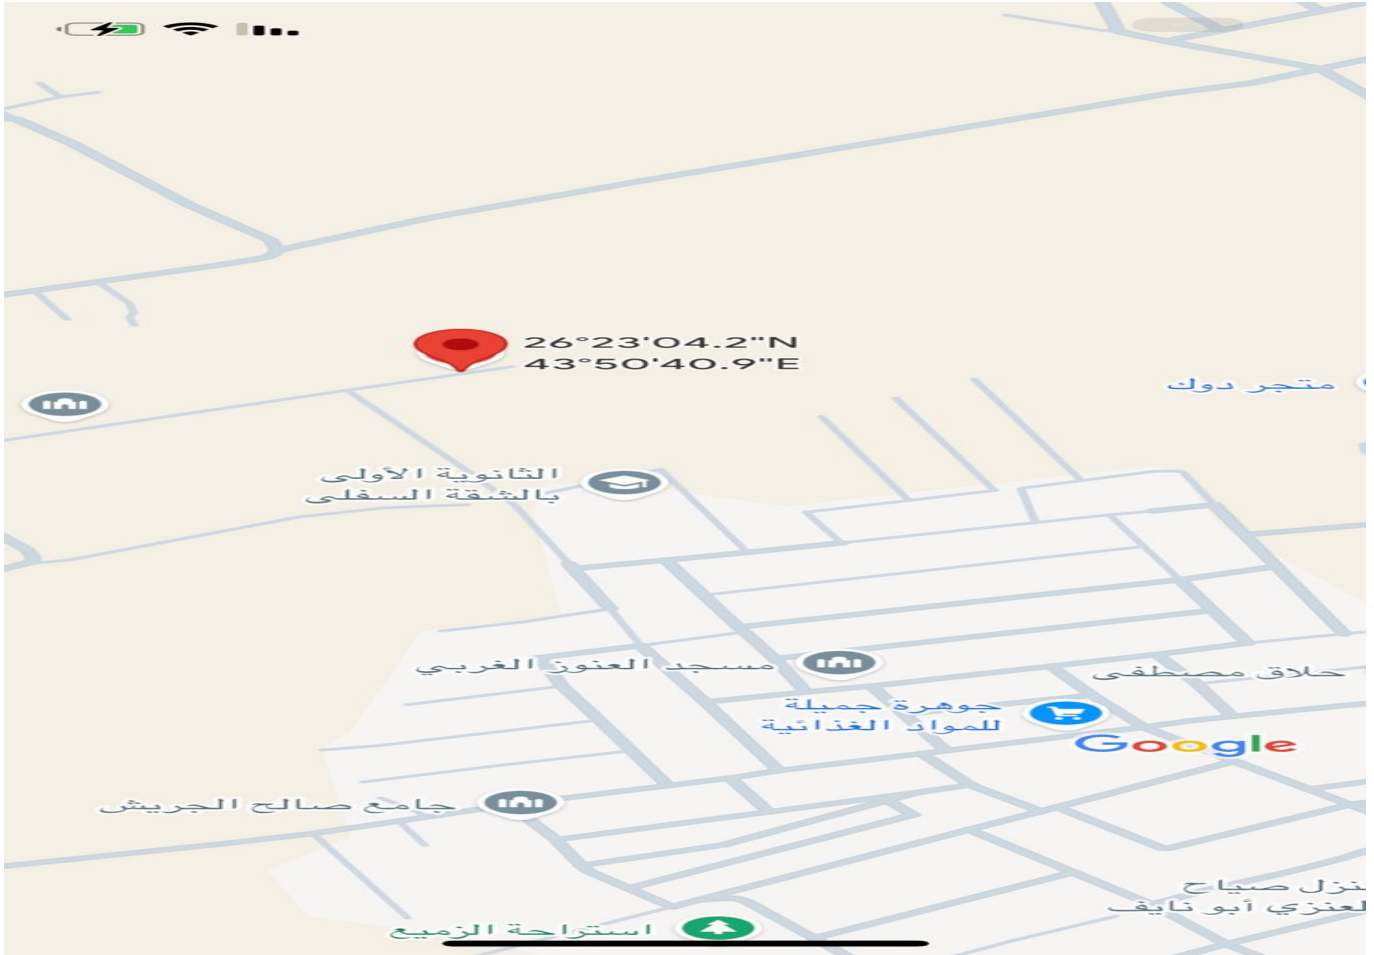 26°23'04.2"N
43°50'40.9"E
متجر دوك
الثانوية الأولى
بالشقة السفلى
مسجد العنوز الغربي
حلاق مصطفى
جوهرة جميلة
للمواد الغذائية
Google
جامع صالح الجريش
نزل صياح
لعنزي أبو نايف
استراحة الزميع